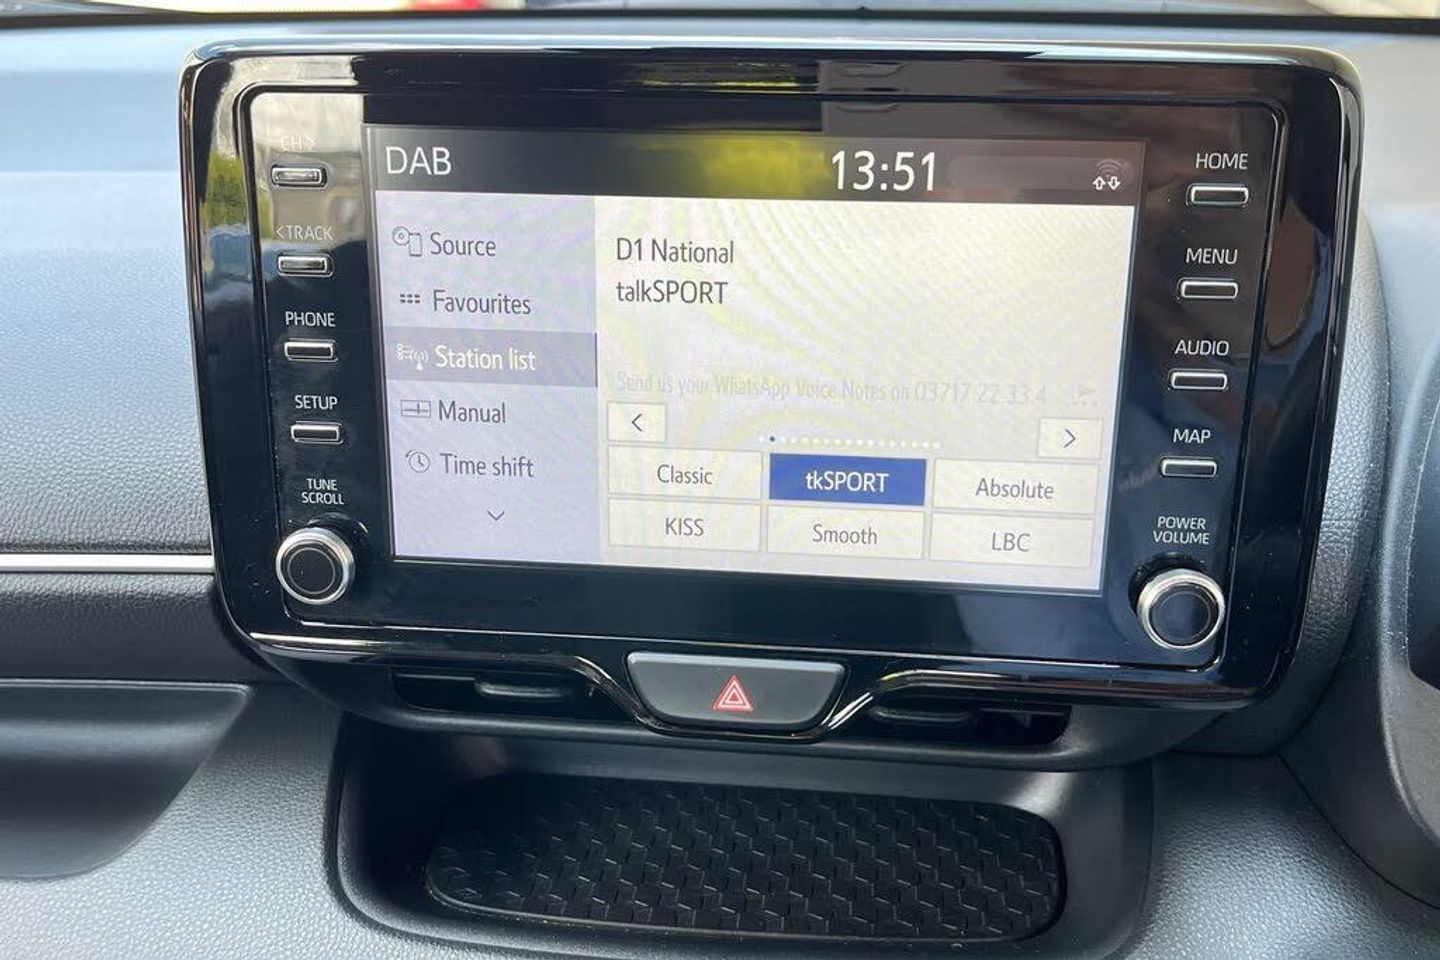 CH>
<TRACK
PHONE
SETUP
TUNE
SCROLL
DAB
13:51
Source
Favourites
Station list
Manual
Time shift
D1 National
talkSPORT
Send us your WhatsApp Voice Notes on 03717 22.33.4
<
>
Classic
tkSPORT
Absolute
KISS
Smooth
LBC
HOME
MENU
AUDIO
MAP
POWER
VOLUME